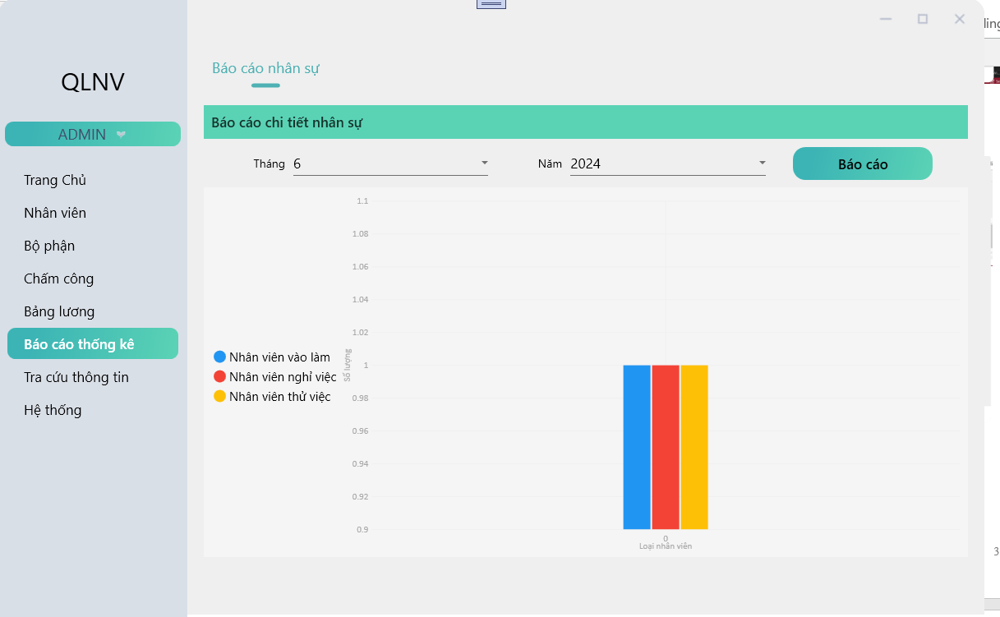 QLNV
ADMIN
Trang Chủ
Nhân viên
Bộ phận
Chấm công
Bảng lương
Báo cáo thống kê
Tra cứu thông tin
Hệ thống
Báo cáo nhân sự
Báo cáo chi tiết nhân sự
Tháng 6 Năm 2024 Báo cáo
Nhân viên vào làm
Nhân viên nghỉ việc
Nhân viên thử việc
Số lượng
1.1
1.08
1.06
1.04
1.02
1
0.98
0.96
0.94
0.92
0.9
0
Loại nhân viên
3